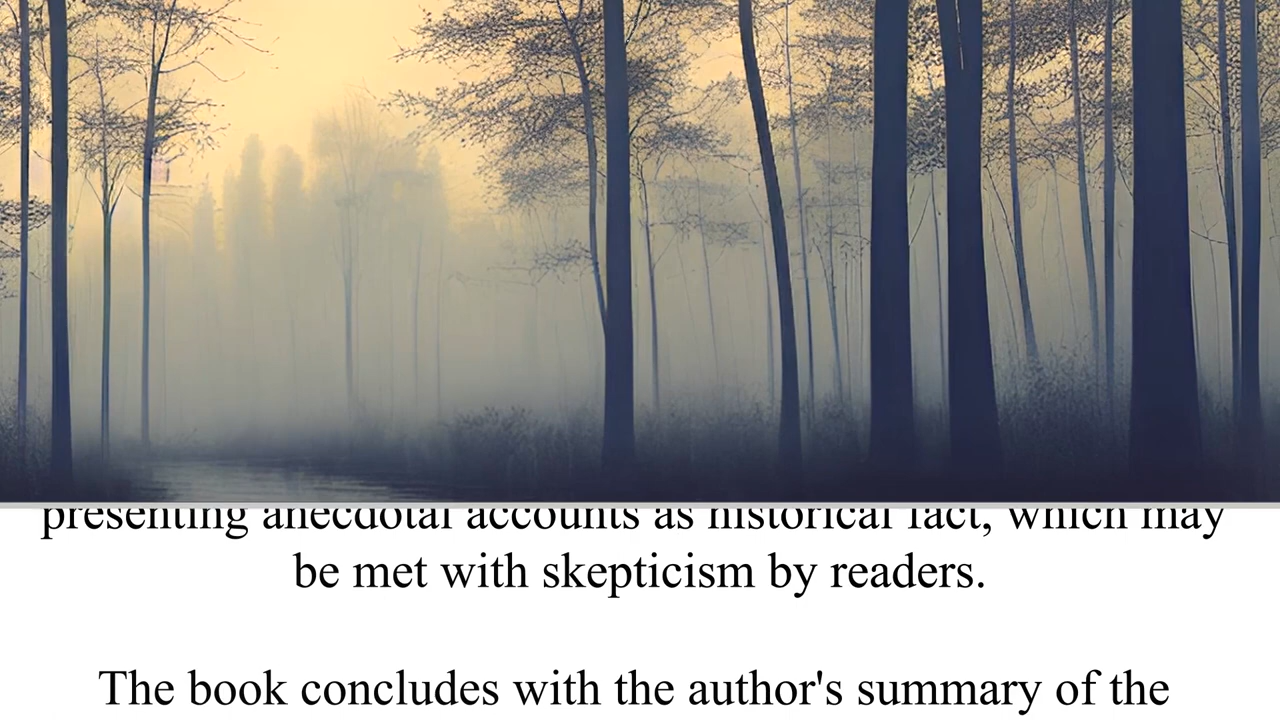 presenting anecdotal accounts as historical fact, which may
be met with skepticism by readers.
The book concludes with the author's summary of the